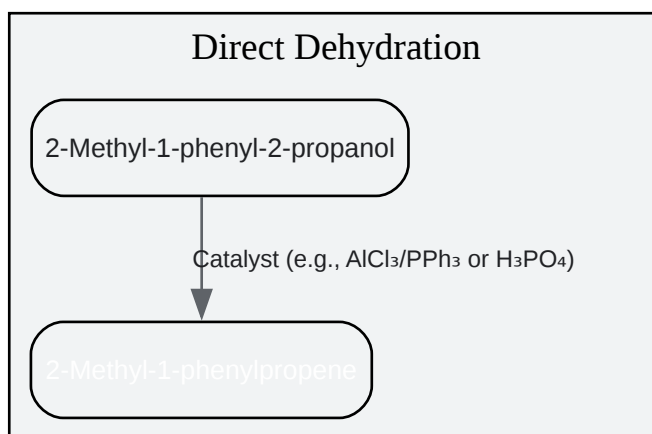 Direct Dehydration
2-Methyl-1-phenyl-2-propanol
Catalyst (e.g., AlCl₃/PPh₃ or H₃PO₄)
2-Methyl-1-phenylpropene